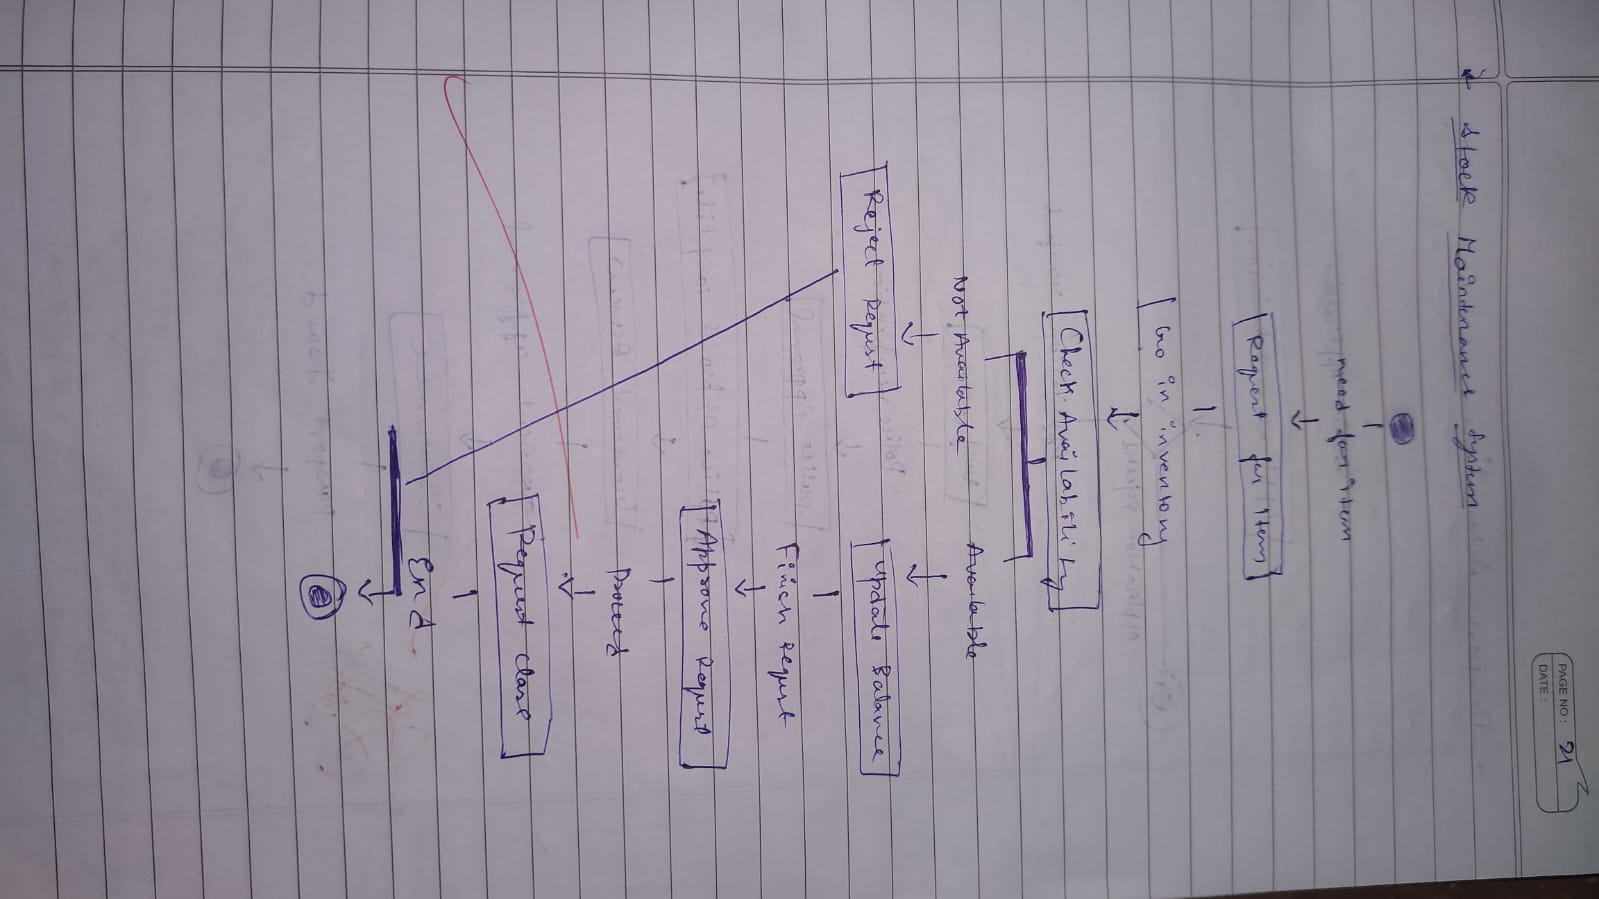 PAGE NO: 21
DATE:
* Stock Maindenance System
need for item
Request for Item
Go in inventory
Check Availability
Not Available
Available
Reject Request
Update Balance
Finish Request
Approve Request
Proceed
Request close
End